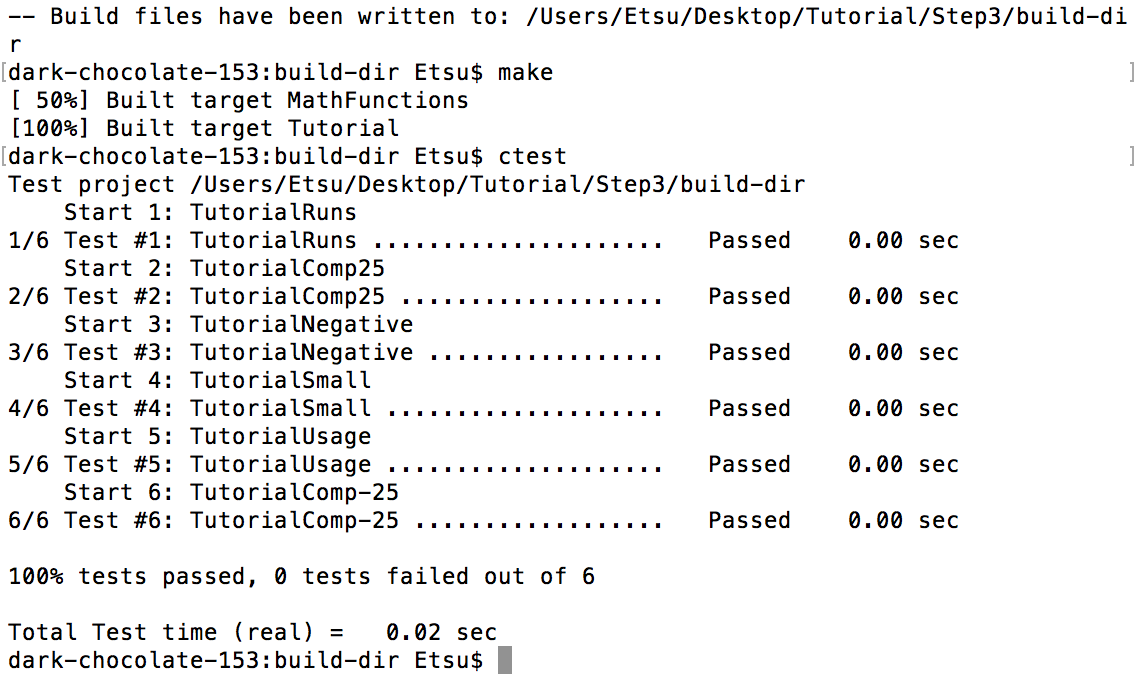 -- Build files have been written to: /Users/Etsu/Desktop/Tutorial/Step3/build-di
r
[dark-chocolate-153:build-dir Etsu$ make ]
[ 50%] Built target MathFunctions
[100%] Built target Tutorial
[dark-chocolate-153:build-dir Etsu$ ctest ]
Test project /Users/Etsu/Desktop/Tutorial/Step3/build-dir
    Start 1: TutorialRuns
1/6 Test #1: TutorialRuns .....................   Passed    0.00 sec
    Start 2: TutorialComp25
2/6 Test #2: TutorialComp25 ...................   Passed    0.00 sec
    Start 3: TutorialNegative
3/6 Test #3: TutorialNegative .................   Passed    0.00 sec
    Start 4: TutorialSmall
4/6 Test #4: TutorialSmall ....................   Passed    0.00 sec
    Start 5: TutorialUsage
5/6 Test #5: TutorialUsage ....................   Passed    0.00 sec
    Start 6: TutorialComp-25
6/6 Test #6: TutorialComp-25 ..................   Passed    0.00 sec

100% tests passed, 0 tests failed out of 6

Total Test time (real) =   0.02 sec
dark-chocolate-153:build-dir Etsu$